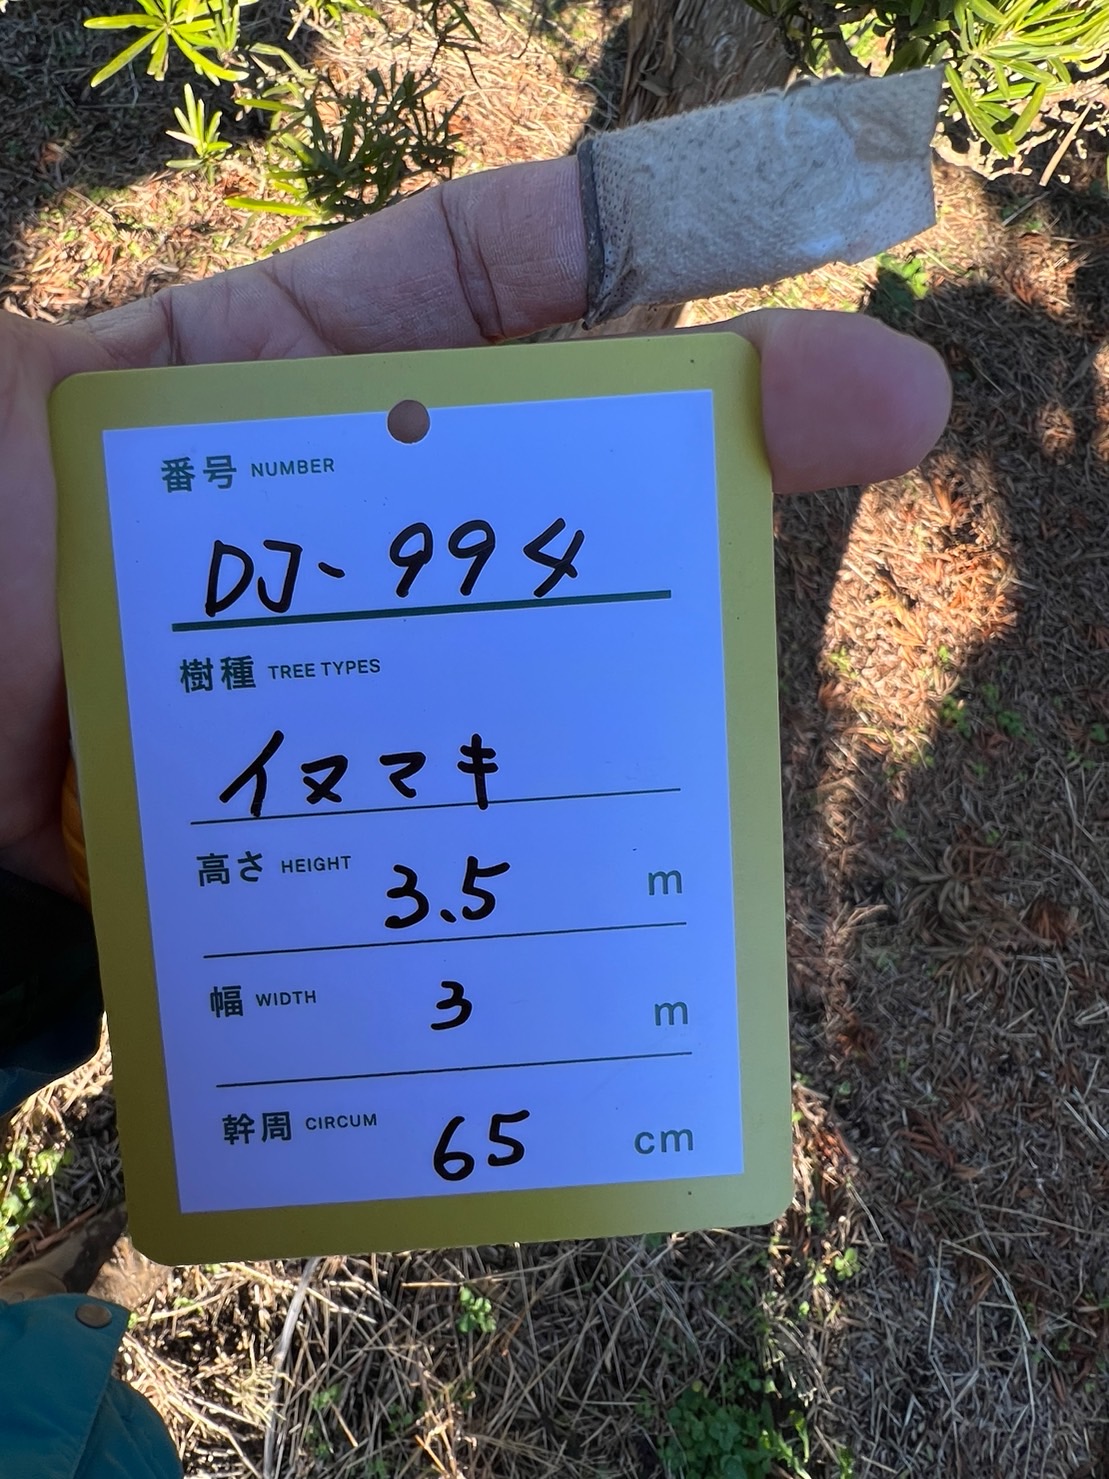 番号 NUMBER
DJ-994
樹種 TREE TYPES
イヌマキ
高さ HEIGHT 3.5 m
幅 WIDTH 3 m
幹周 CIRCUM 65 cm